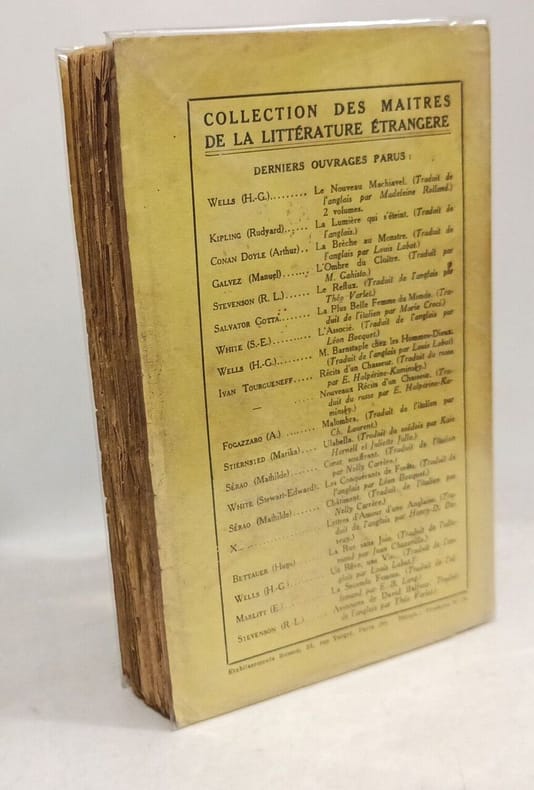 COLLECTION DES MAITRES
DE LA LITTÉRATURE ÉTRANGERE
DERNIERS OUVRAGES PARUS :
WELLS (H.-G.)......... Le Nouveau Machiavel. (Traduit de
l'anglais par Madeleine Rolland.)
2 volumes.
KIPLING (Rudyard)...... La Lumière qui s'éteint. (Traduit de
l'anglais.)
CONAN DOYLE (Arthur).. La Brèche au Monstre. (Traduit de
l'anglais par Louis Labat.)
GALVEZ (Manuel)....... L'Ombre du Cloître. (Traduit par
M. Gahisto.)
STEVENSON (R. L.)...... Le Reflux. (Traduit de l'anglais par
Théo Varlet.)
SALVATOR GOTTA..... La Plus Belle Femme du Monde. (Tra-
duit de l'italien par Marie Croci.)
WHITE (S.-E.)........ L'Associé. (Traduit de l'anglais par
Léon Bocquet.)
WELLS (H.-G.)......... M. Barnstaple chez les Hommes-Dieux.
(Traduit de l'anglais par Louis Labat)
IVAN TOURGUENEFF..... Récits d'un Chasseur. (Traduit du russe
par E. Halpérine-Kaminsky.)
— ..... Nouveaux Récits d'un Chasseur. (Tra-
duit du russe par E. Halpérine-Ka-
minsky.)
FOGAZZARO (A.) ........ Malombra. (Traduit de l'italien par
Ch. Laurent.)
STIERNSTED (Marika)... Ulabella. (Traduit du suédois par
et Juliette
SÉRAO (Mathilde)...... Cœur souffrant. (Traduit de l'italien
par Nelly Carrère.)
WHITE (Stewart-Edward). Les Conquérants de Forêts. (Traduit de
l'anglais par Léon Bocquet.)
SÉRAO (Mathilde)...... Châtiment. (Traduit de l'italien par
Nelly Carrère.)
X... Lettres d'Amour d'une Anglaise. (Tra-
duit de l'anglais par Henry-D.
BETTAUER (Hugo) La Rue sans Joie. (Traduit de l'alle-
mand par Jean
WELLS (H.-G.) Un Rêve, une Vie. (Traduit de l'an-
glais par Louis Labat.)
MARLITT (E.) La Seconde Femme. (Traduit de l'al-
lemand par E.-B. Lang.)
STEVENSON (R. L.) Aventures de David Balfour. Traduit
de l'anglais par Théo Varlet.)